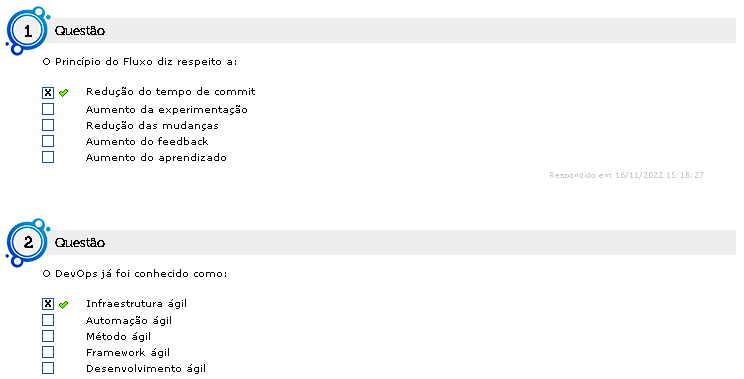 1 Questão
O Princípio do Fluxo diz respeito a:
X Redução do tempo de commit
Aumento da experimentação
Redução das mudanças
Aumento do feedback
Aumento do aprendizado
Respondido em 16/11/2022 15:18:27
2 Questão
O DevOps já foi conhecido como:
X Infraestrutura ágil
Automação ágil
Método ágil
Framework ágil
Desenvolvimento ágil